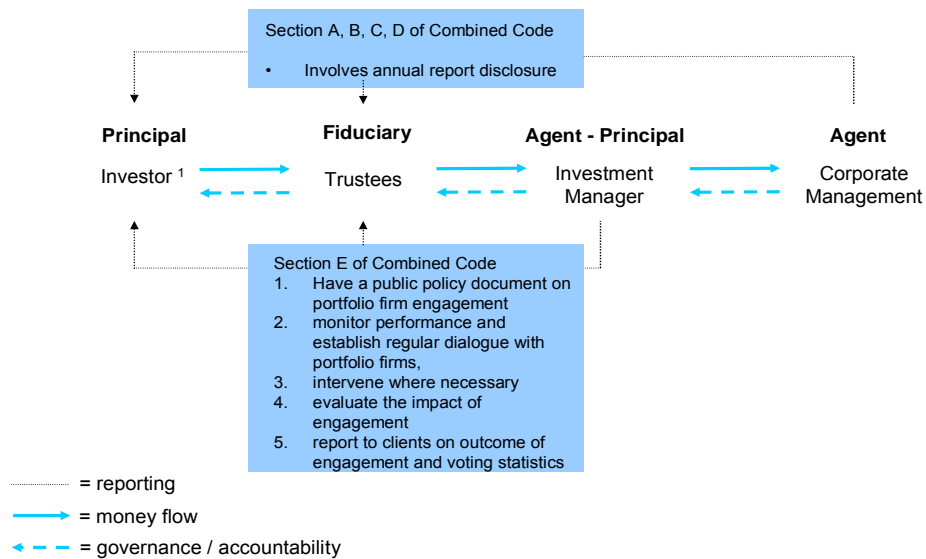 Section A, B, C, D of Combined Code
• Involves annual report disclosure
Principal
Fiduciary
Agent - Principal
Agent
Investor ¹
Trustees
Investment
Manager
Corporate
Management
Section E of Combined Code
1. Have a public policy document on
portfolio firm engagement
2. monitor performance and
establish regular dialogue with
portfolio firms,
3. intervene where necessary
4. evaluate the impact of
engagement
5. report to clients on outcome of
engagement and voting statistics
= reporting
= money flow
= governance / accountability